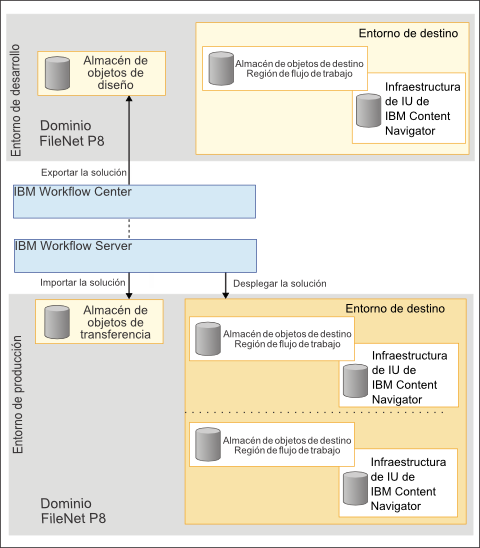 Entorno de desarrollo
Almacén de
objetos de
diseño
Dominio
FileNet P8
Entorno de destino
Almacén de objetos de destino
Región de flujo de trabajo
Infraestructura
de IU de
IBM Content
Navigator
Exportar la solución
IBM Workflow Center
IBM Workflow Server
Importar la solución
Desplegar la solución
Entorno de producción
Almacén de
objetos de
transferencia
Entorno de destino
Almacén de objetos de destino
Región de flujo de trabajo
Infraestructura
de IU de
IBM Content
Navigator
Almacén de objetos de destino
Región de flujo de trabajo
Infraestructura
de IU de
IBM Content
Navigator
Dominio
FileNet P8